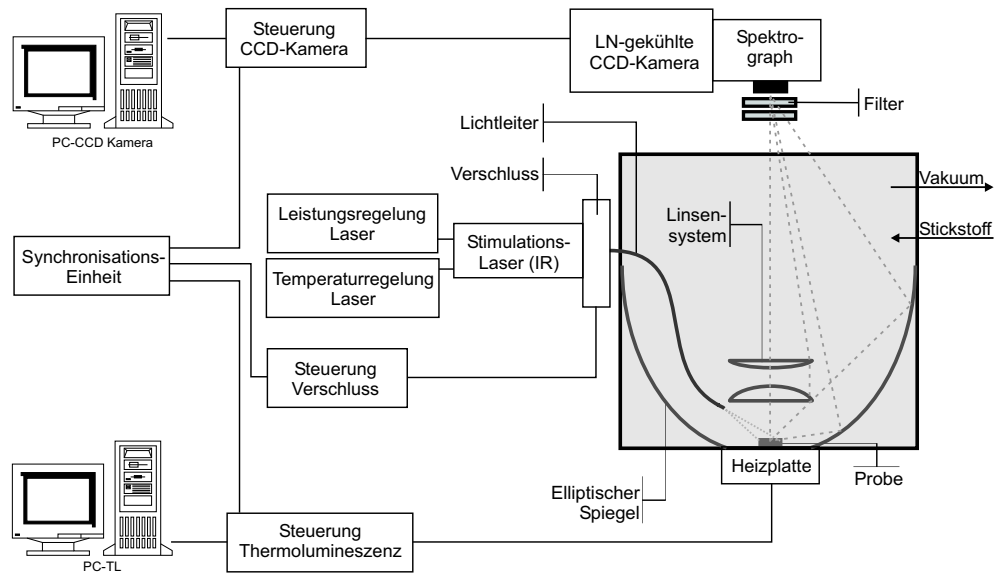 Steuerung
CCD-Kamera
LN-gekühlte
CCD-Kamera
Spektro-
graph
Filter
PC-CCD Kamera
Lichtleiter
Verschluss
Vakuum
Leistungsregelung
Laser
Linsen-
system
Stickstoff
Stimulations-
Laser (IR)
Synchronisations-
Einheit
Temperaturregelung
Laser
Steuerung
Verschluss
Heizplatte
Probe
Elliptischer
Spiegel
Steuerung
Thermolumineszenz
PC-TL